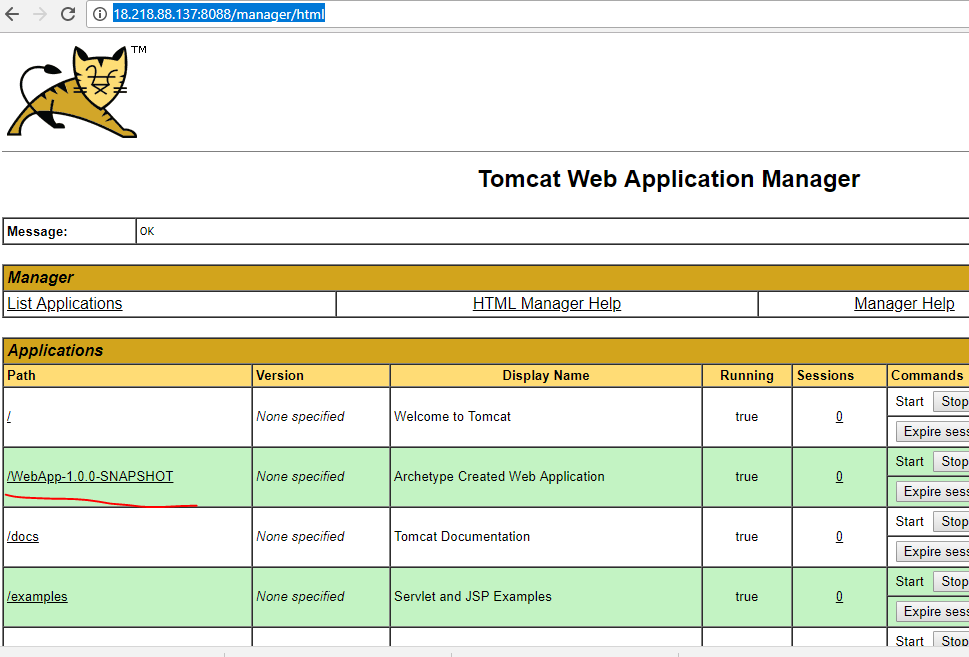 18.218.88.137:8088/manager/html
TM
Tomcat Web Application Manager
Message: OK
Manager
List Applications HTML Manager Help Manager Help
Applications
Path Version Display Name Running Sessions Commands
/ None specified Welcome to Tomcat true 0 Start Stop
Expire sess
/WebApp-1.0.0-SNAPSHOT None specified Archetype Created Web Application true 0 Start Stop
Expire sess
/docs None specified Tomcat Documentation true 0 Start Stop
Expire sess
/examples None specified Servlet and JSP Examples true 0 Start Stop
Expire sess
Start Stop